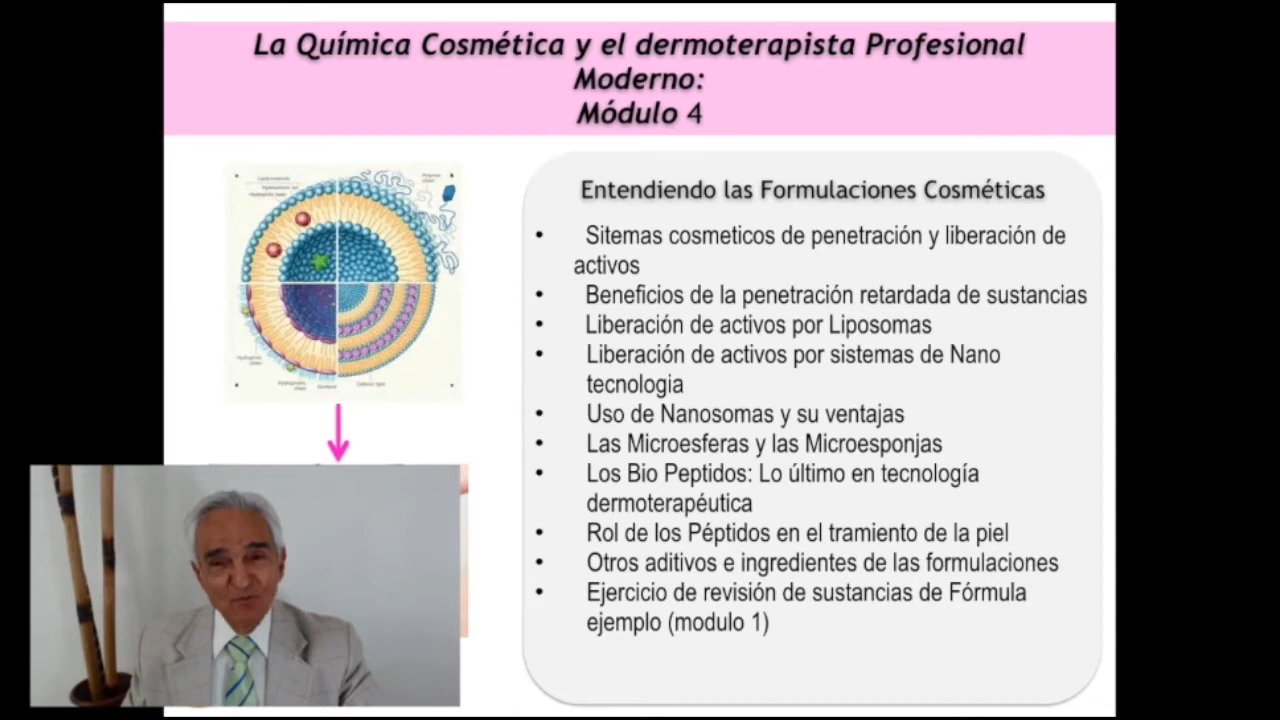 La Química Cosmética y el dermoterapista Profesional
Moderno:
Módulo 4
Entendiendo las Formulaciones Cosméticas
• Sitemas cosmeticos de penetración y liberación de
activos
• Beneficios de la penetración retardada de sustancias
• Liberación de activos por Liposomas
• Liberación de activos por sistemas de Nano
tecnologia
• Uso de Nanosomas y su ventajas
• Las Microesferas y las Microesponjas
• Los Bio Peptidos: Lo último en tecnología
dermoterapéutica
• Rol de los Péptidos en el tramiento de la piel
• Otros aditivos e ingredientes de las formulaciones
• Ejercicio de revisión de sustancias de Fórmula
ejemplo (modulo 1)